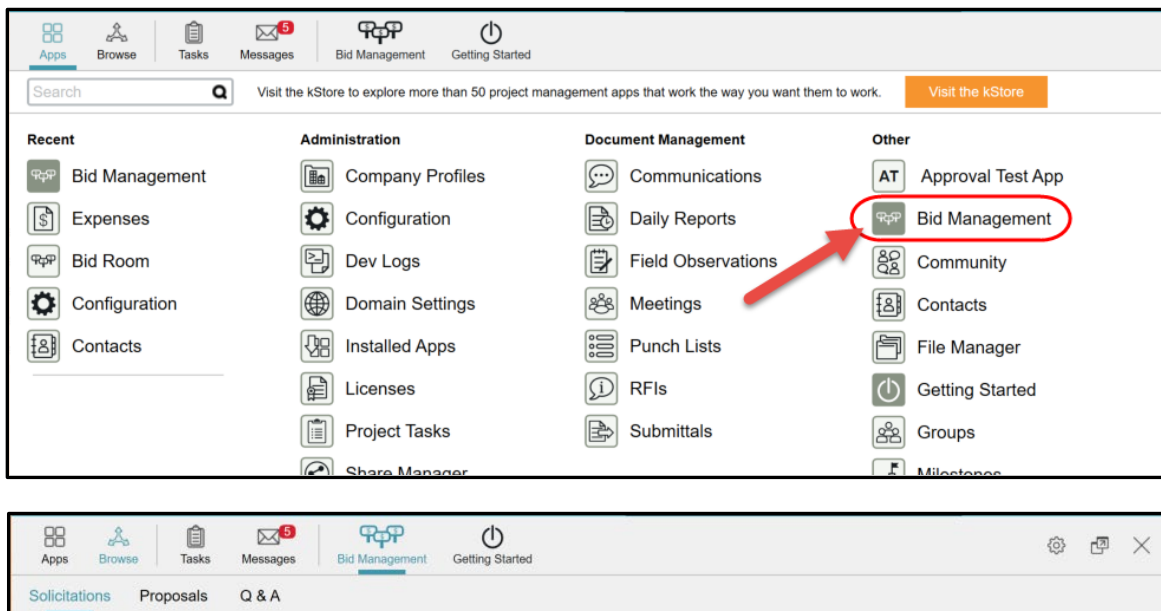 5
Apps Browse Tasks Messages Bid Management Getting Started
Search Visit the kStore to explore more than 50 project management apps that work the way you want them to work. Visit the kStore
Recent
Bid Management
Expenses
Bid Room
Configuration
Contacts
Administration
Company Profiles
Configuration
Dev Logs
Domain Settings
Installed Apps
Licenses
Project Tasks
Share Manager
Document Management
Communications
Daily Reports
Field Observations
Meetings
Punch Lists
RFIs
Submittals
Other
AT Approval Test App
Bid Management
Community
Contacts
File Manager
Getting Started
Groups
Milestones
5
Apps Browse Tasks Messages Bid Management Getting Started
Solicitations Proposals Q & A